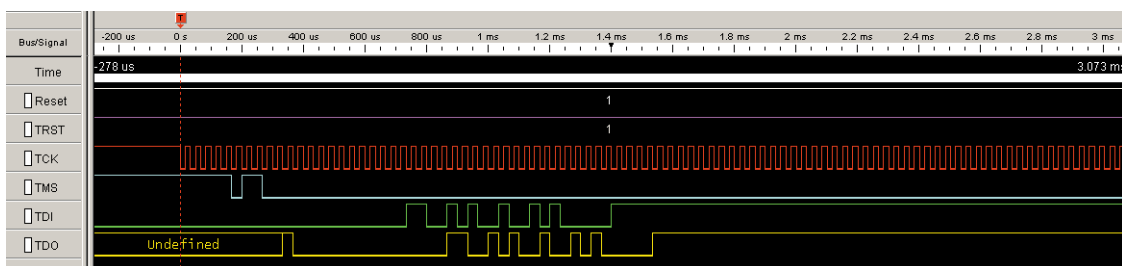 T
Bus/Signal -200 us 0 s 200 us 400 us 600 us 800 us 1 ms 1.2 ms 1.4 ms 1.6 ms 1.8 ms 2 ms 2.2 ms 2.4 ms 2.6 ms 2.8 ms 3 ms
Time -278 us 3.073 ms
Reset 1
TRST 1
TCK
TMS
TDI
TDO Undefined